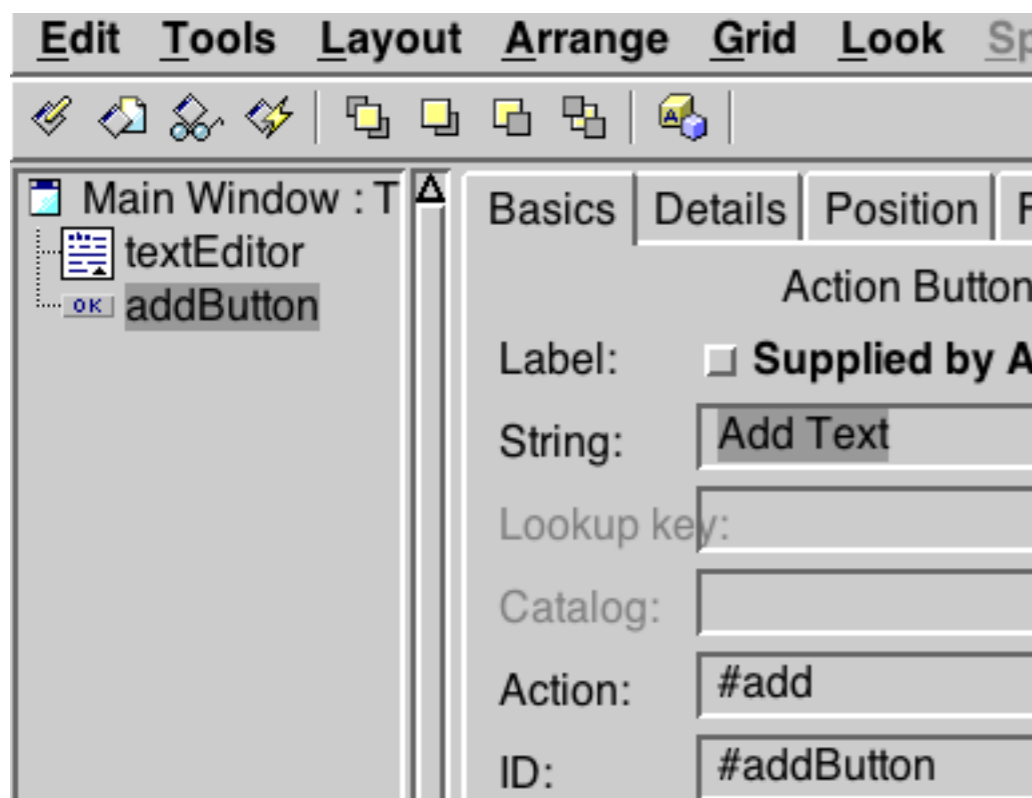 Edit Tools Layout Arrange Grid Look Sp
Main Window : T
textEditor
OK addButton
Basics Details Position
Action Button
Label: Supplied by A
String: Add Text
Lookup key:
Catalog:
Action: #add
ID: #addButton